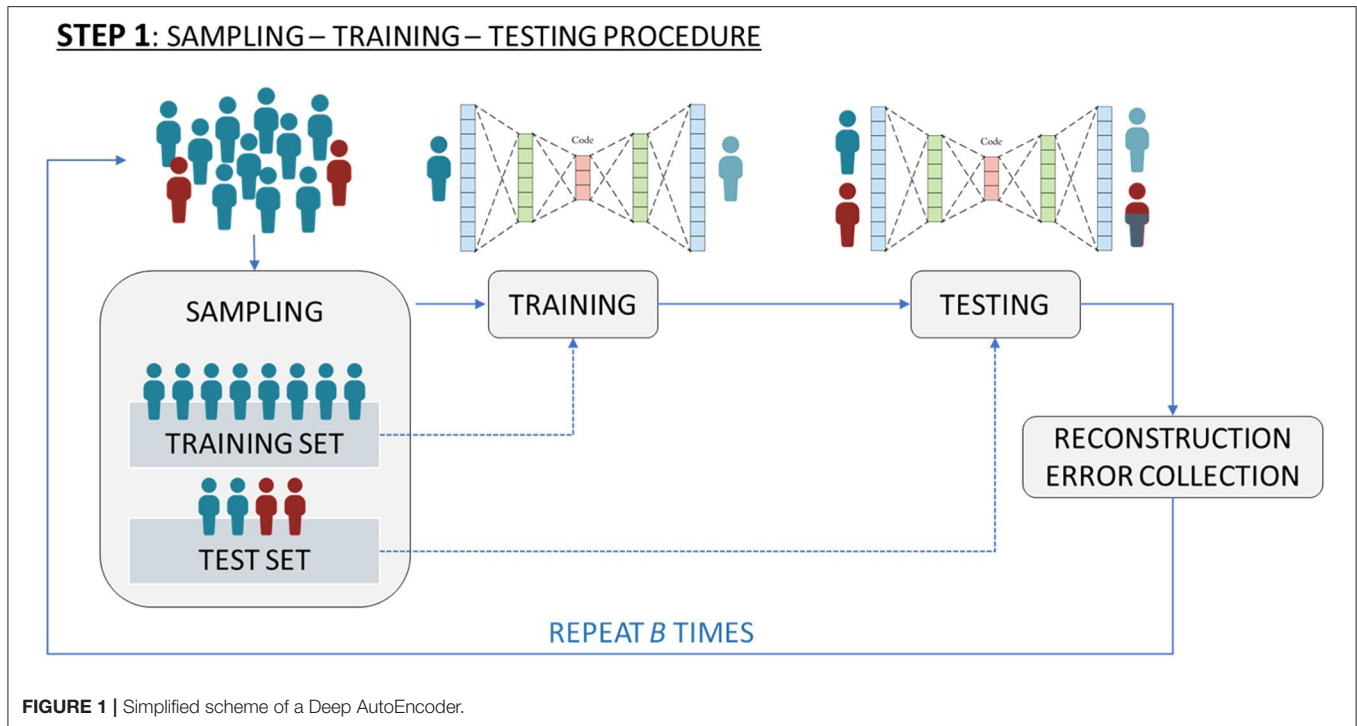 STEP 1: SAMPLING – TRAINING – TESTING PROCEDURE
Code
Code
SAMPLING
TRAINING
TESTING
TRAINING SET
RECONSTRUCTION
ERROR COLLECTION
TEST SET
REPEAT B TIMES
FIGURE 1 | Simplified scheme of a Deep AutoEncoder.